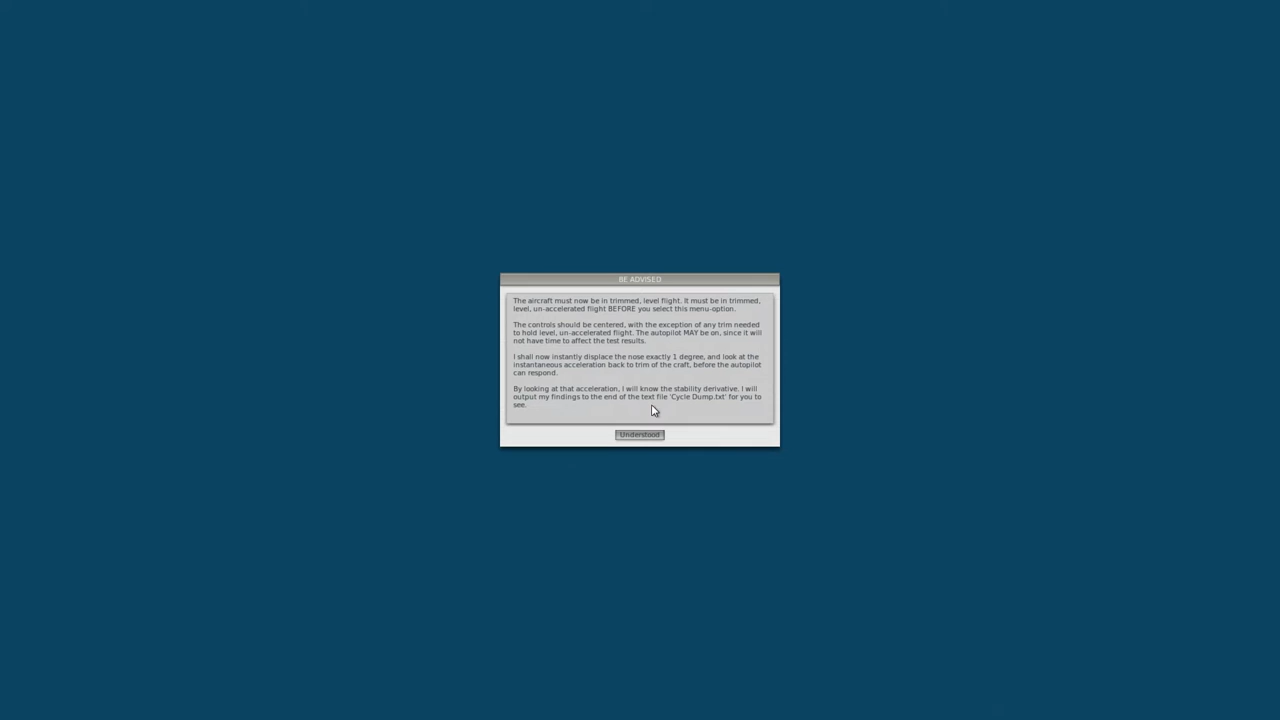 BE ADVISED
The aircraft must now be in trimmed, level flight. It must be in trimmed,
level, un-accelerated flight BEFORE you select this menu-option.
The controls should be centered, with the exception of any trim needed
to hold level, un-accelerated flight. The autopilot MAY be on, since it will
not have time to affect the test results.
I shall now instantly displace the nose exactly 1 degree, and look at the
instantaneous acceleration back to trim of the craft, before the autopilot
can respond.
By looking at that acceleration, I will know the stability derivative. I will
output my findings to the end of the text file 'Cycle Dump.txt' for you to
see.
Understood